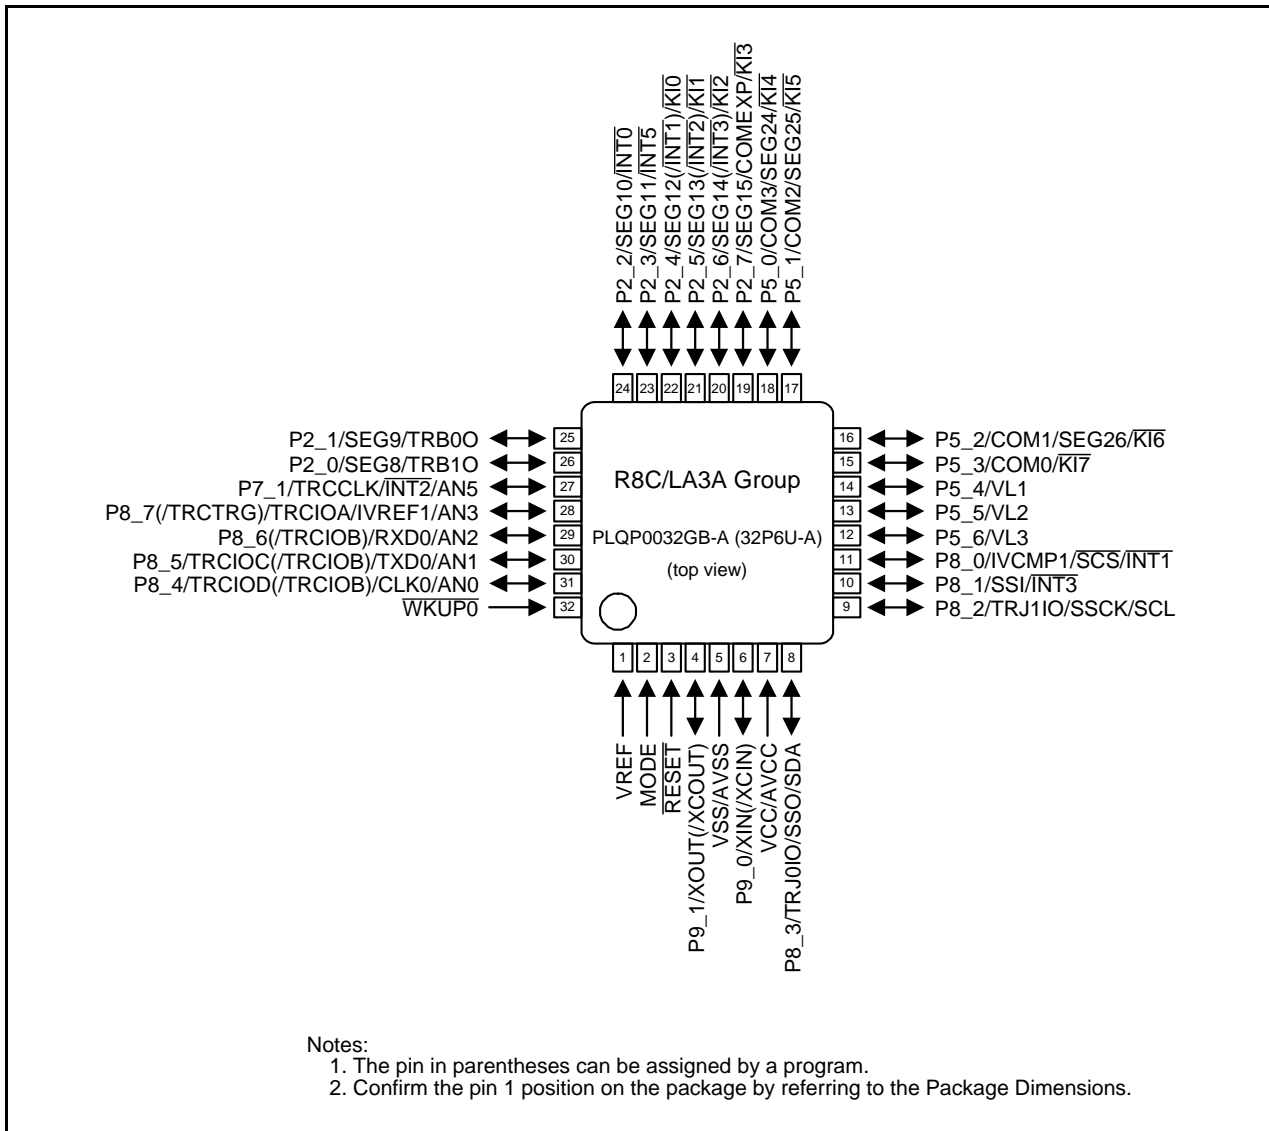 P2_2/SEG10/INT0
P2_3/SEG11/INT5
P2_4/SEG12(/INT1)/KI0
P2_5/SEG13(/INT2)/KI1
P2_6/SEG14(/INT3)/KI2
P2_7/SEG15/COMEXP/KI3
P5_0/COM3/SEG24/KI4
P5_1/COM2/SEG25/KI5
24 23 22 21 20 19 18 17
P2_1/SEG9/TRB0O 25
P2_0/SEG8/TRB1O 26
P7_1/TRCCLK/INT2/AN5 27
P8_7(/TRCTRG)/TRCIOA/IVREF1/AN3 28
P8_6(/TRCIOB)/RXD0/AN2 29
P8_5/TRCIOC(/TRCIOB)/TXD0/AN1 30
P8_4/TRCIOD(/TRCIOB)/CLK0/AN0 31
WKUP0 32
R8C/LA3A Group
PLQP0032GB-A (32P6U-A)
(top view)
16 P5_2/COM1/SEG26/KI6
15 P5_3/COM0/KI7
14 P5_4/VL1
13 P5_5/VL2
12 P5_6/VL3
11 P8_0/IVCMP1/SCS/INT1
10 P8_1/SSI/INT3
9 P8_2/TRJ1IO/SSCK/SCL
1 2 3 4 5 6 7 8
VREF
MODE
RESET
P9_1/XOUT(/XCOUT)
VSS/AVSS
P9_0/XIN(/XCIN)
VCC/AVCC
P8_3/TRJ0IO/SSO/SDA
Notes:
1. The pin in parentheses can be assigned by a program.
2. Confirm the pin 1 position on the package by referring to the Package Dimensions.